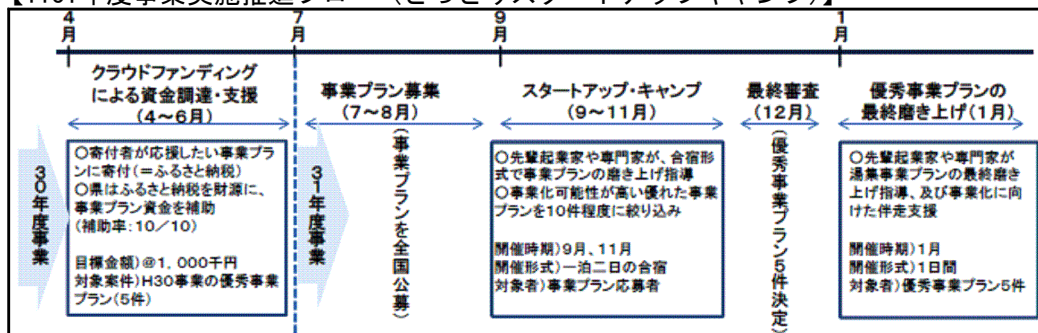 4月
7月
9月
1月
クラウドファンディング
による資金調達・支援
(4～6月)
事業プラン募集
(7～8月)
スタートアップ・キャンプ
(9～11月)
最終審査
(12月)
優秀事業プランの
最終磨き上げ(1月)
30年度事業
○寄付者が応援したい事業プラ
ンに寄付(=ふるさと納税)
○県はふるさと納税を財源に、
事業プラン資金を補助
(補助率:10/10)
目標金額)@1,000千円
対象案件)H30事業の優秀事業
プラン(5件)
31年度事業
(事業プランを全国公募)
○先輩起業家や専門家が、合宿形
式で事業プランの磨き上げ指導
○事業化可能性が高い優れた事業
プランを10件程度に絞り込み
開催時期)9月、11月
開催形式)一泊二日の合宿
対象者)事業プラン応募者
(優秀事業プラン5件決定)
○先輩起業家や専門家が
湯集事業プランの最終磨き
上げ指導、及び事業化に向
けた伴走支援
開催時期)1月
開催形式)1日間
対象者)優秀事業プラン5件